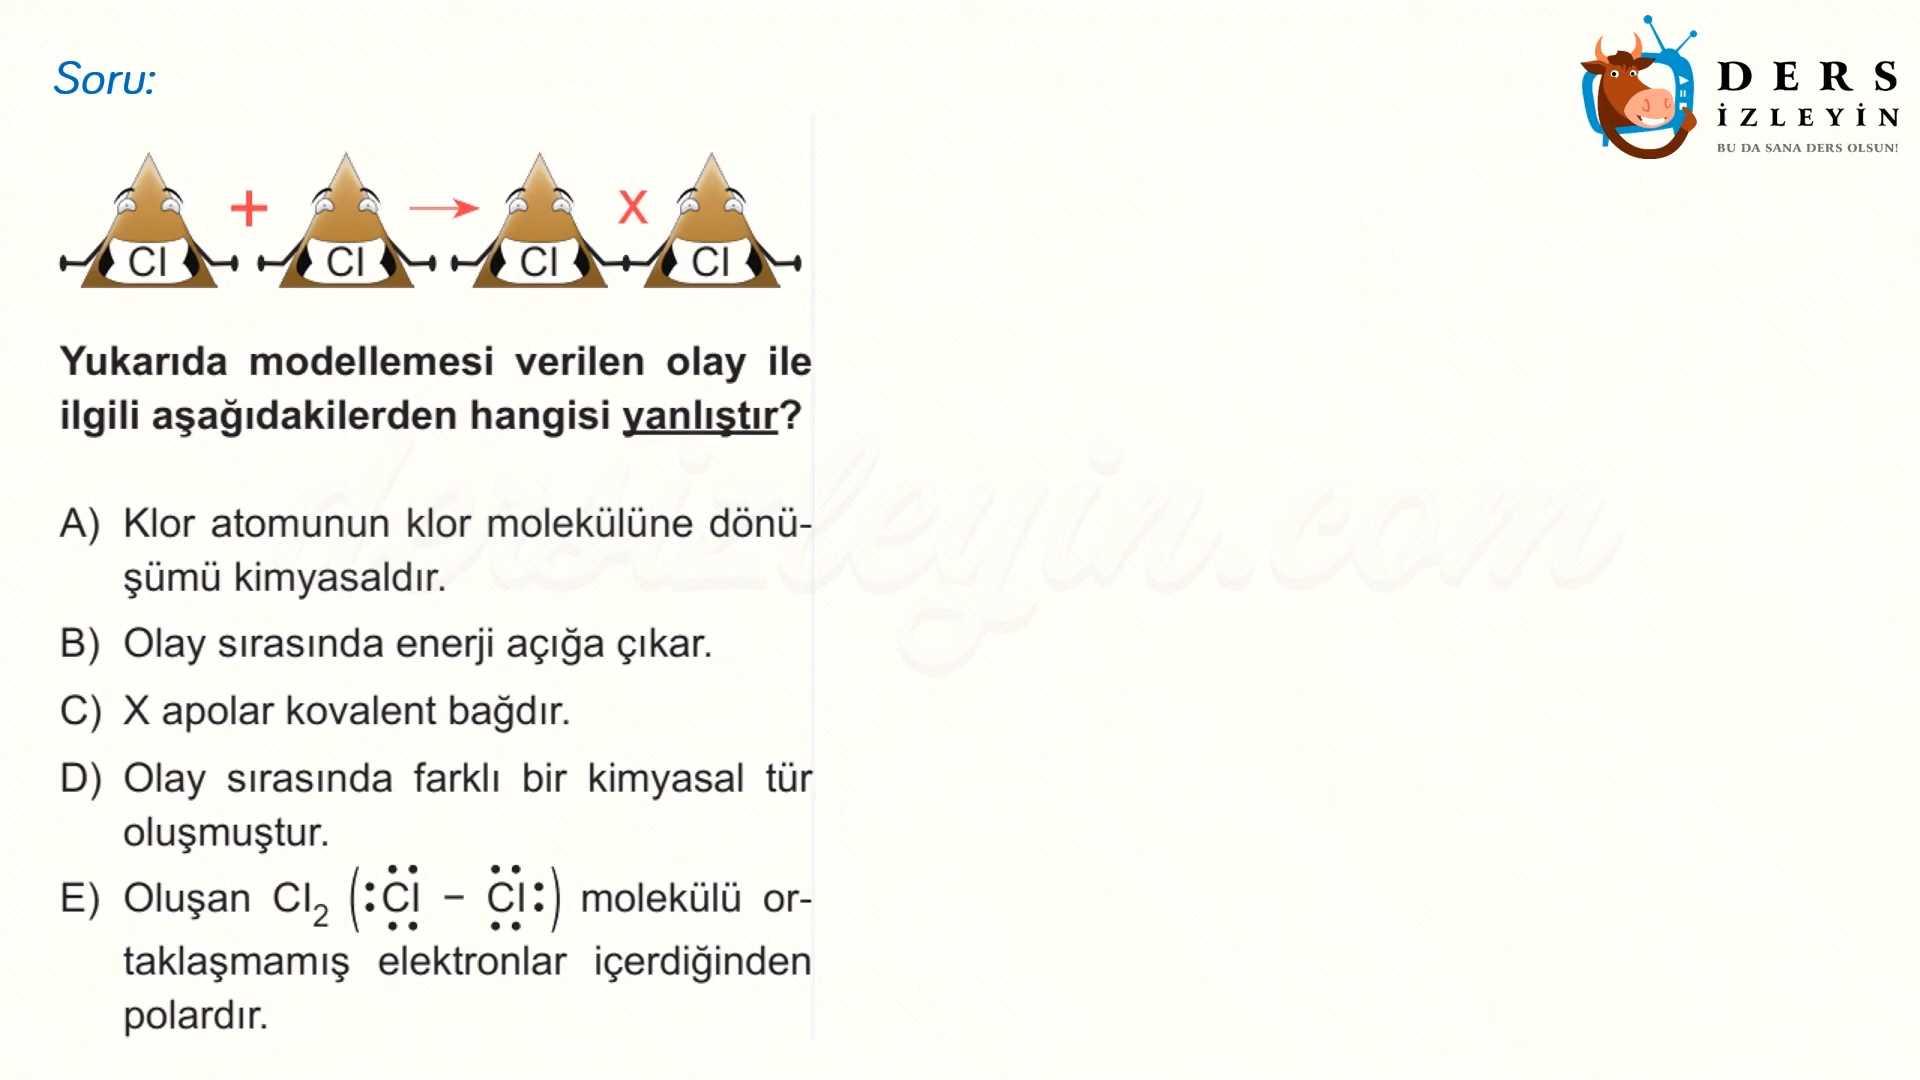 Soru:
DERS
İZLEYİN
BU DA SANA DERS OLSUN!
Cl + Cl → Cl X Cl
Yukarıda modellemesi verilen olay ile
ilgili aşağıdakilerden hangisi yanlıştır?
A) Klor atomunun klor molekülüne dönü-
şümü kimyasaldır.
B) Olay sırasında enerji açığa çıkar.
C) X apolar kovalent bağdır.
D) Olay sırasında farklı bir kimyasal tür
oluşmuştur.
E) Oluşan Cl₂ (:C̈l – C̈l:) molekülü or-
taklaşmamış elektronlar içerdiğinden
polardır.
dersizleyin.com